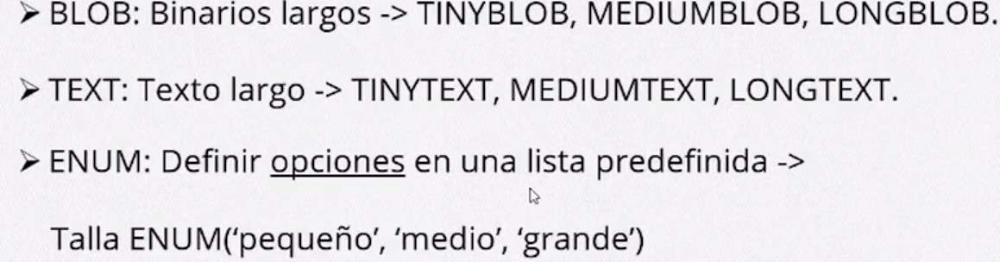 ➤ BLOB: Binarios largos -> TINYBLOB, MEDIUMBLOB, LONGBLOB.
➤ TEXT: Texto largo -> TINYTEXT, MEDIUMTEXT, LONGTEXT.
➤ ENUM: Definir opciones en una lista predefinida ->
Talla ENUM(‘pequeño’, ‘medio’, ‘grande’)